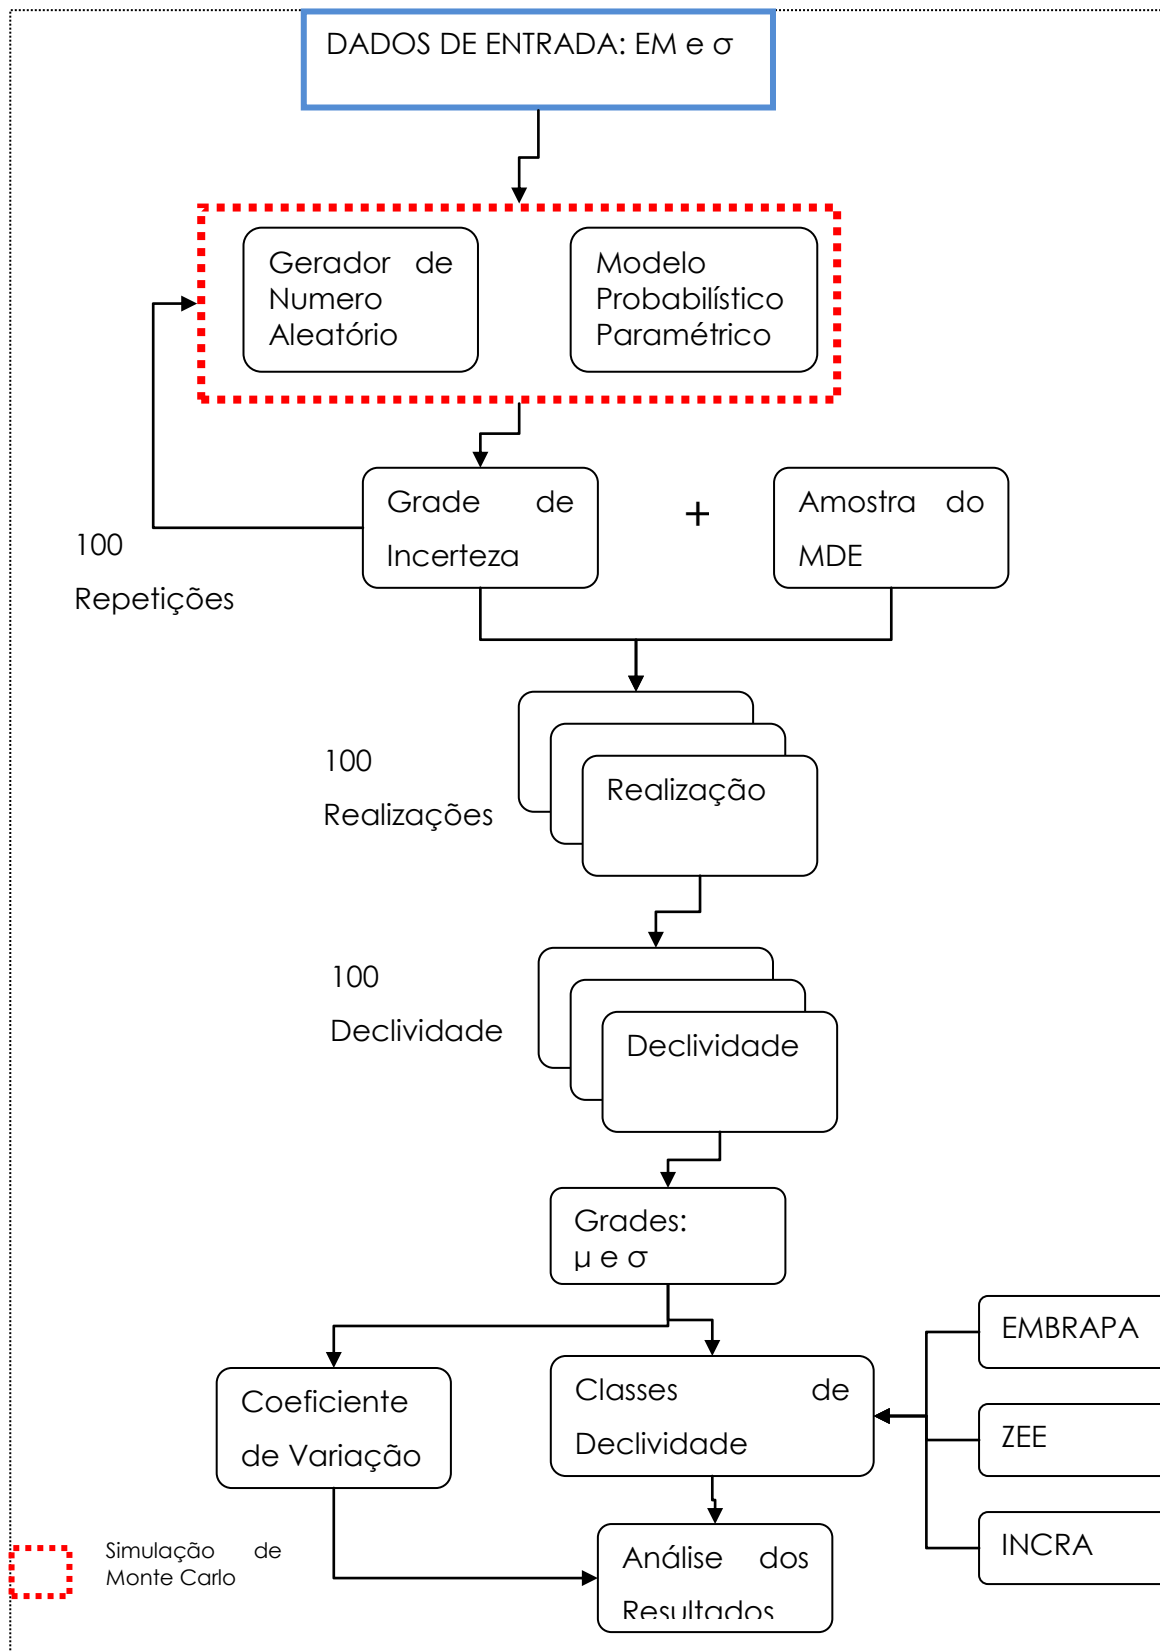 DADOS DE ENTRADA: EM e σ
Gerador de
Numero
Aleatório
Modelo
Probabilístico
Paramétrico
Grade de
Incerteza
+
Amostra do
MDE
100
Repetições
100
Realizações
Realização
100
Declividade
Declividade
Grades:
μ e σ
Coeficiente
de Variação
Classes de
Declividade
EMBRAPA
ZEE
INCRA
Análise dos
Resultados
Simulação de
Monte Carlo